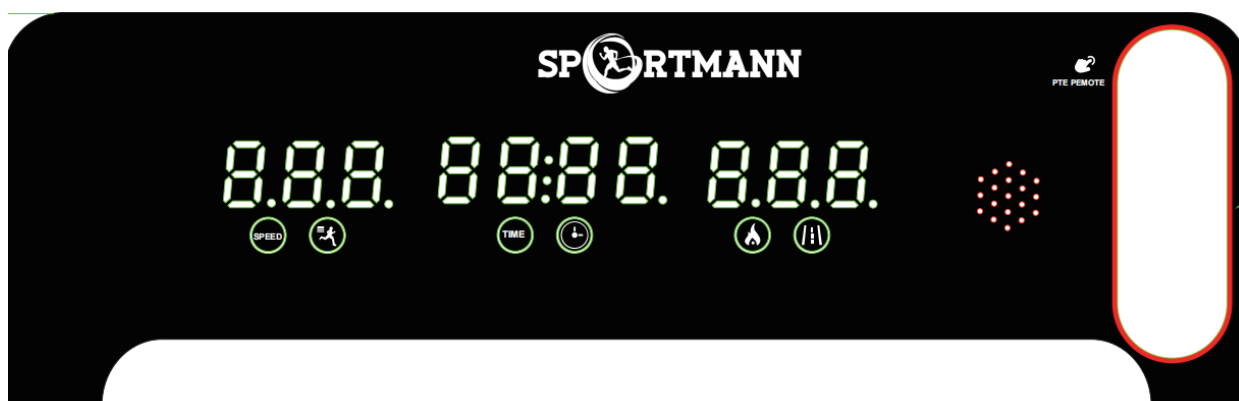 SPORTMANN
PTE PEMOTE
8.8.8. 88:88. 8.8.8.
SPEED TIME